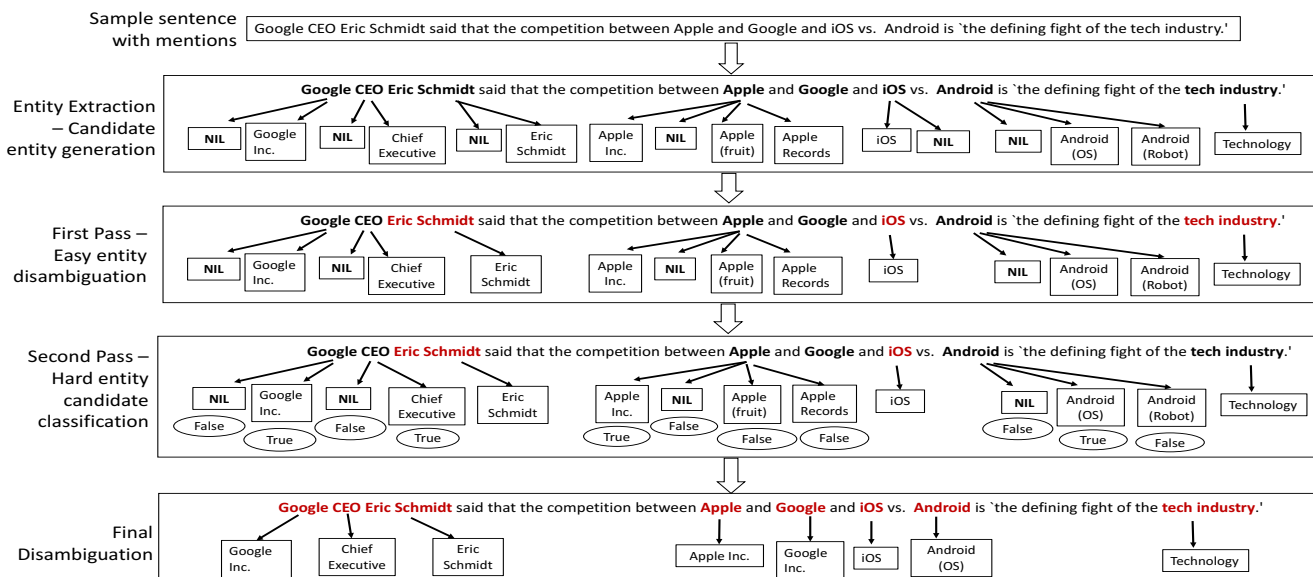 Sample sentence
with mentions
Google CEO Eric Schmidt said that the competition between Apple and Google and iOS vs. Android is `the defining fight of the tech industry.'
Entity Extraction
– Candidate
entity generation
Google CEO Eric Schmidt said that the competition between Apple and Google and iOS vs. Android is `the defining fight of the tech industry.'
NIL
Google
Inc.
NIL
Chief
Executive
NIL
Eric
Schmidt
Apple
Inc.
NIL
Apple
(fruit)
Apple
Records
iOS
NIL
NIL
Android
(OS)
Android
(Robot)
Technology
First Pass –
Easy entity
disambiguation
Google CEO Eric Schmidt said that the competition between Apple and Google and iOS vs. Android is `the defining fight of the tech industry.'
NIL
Google
Inc.
NIL
Chief
Executive
Eric
Schmidt
Apple
Inc.
NIL
Apple
(fruit)
Apple
Records
iOS
NIL
Android
(OS)
Android
(Robot)
Technology
Second Pass –
Hard entity
candidate
classification
Google CEO Eric Schmidt said that the competition between Apple and Google and iOS vs. Android is `the defining fight of the tech industry.'
NIL
Google
Inc.
NIL
Chief
Executive
Eric
Schmidt
Apple
Inc.
NIL
Apple
(fruit)
Apple
Records
iOS
NIL
Android
(OS)
Android
(Robot)
Technology
False
True
False
True
True
False
False
False
False
True
False
Final
Disambiguation
Google CEO Eric Schmidt said that the competition between Apple and Google and iOS vs. Android is `the defining fight of the tech industry.'
Google
Inc.
Chief
Executive
Eric
Schmidt
Apple Inc.
Google
Inc.
iOS
Android
(OS)
Technology